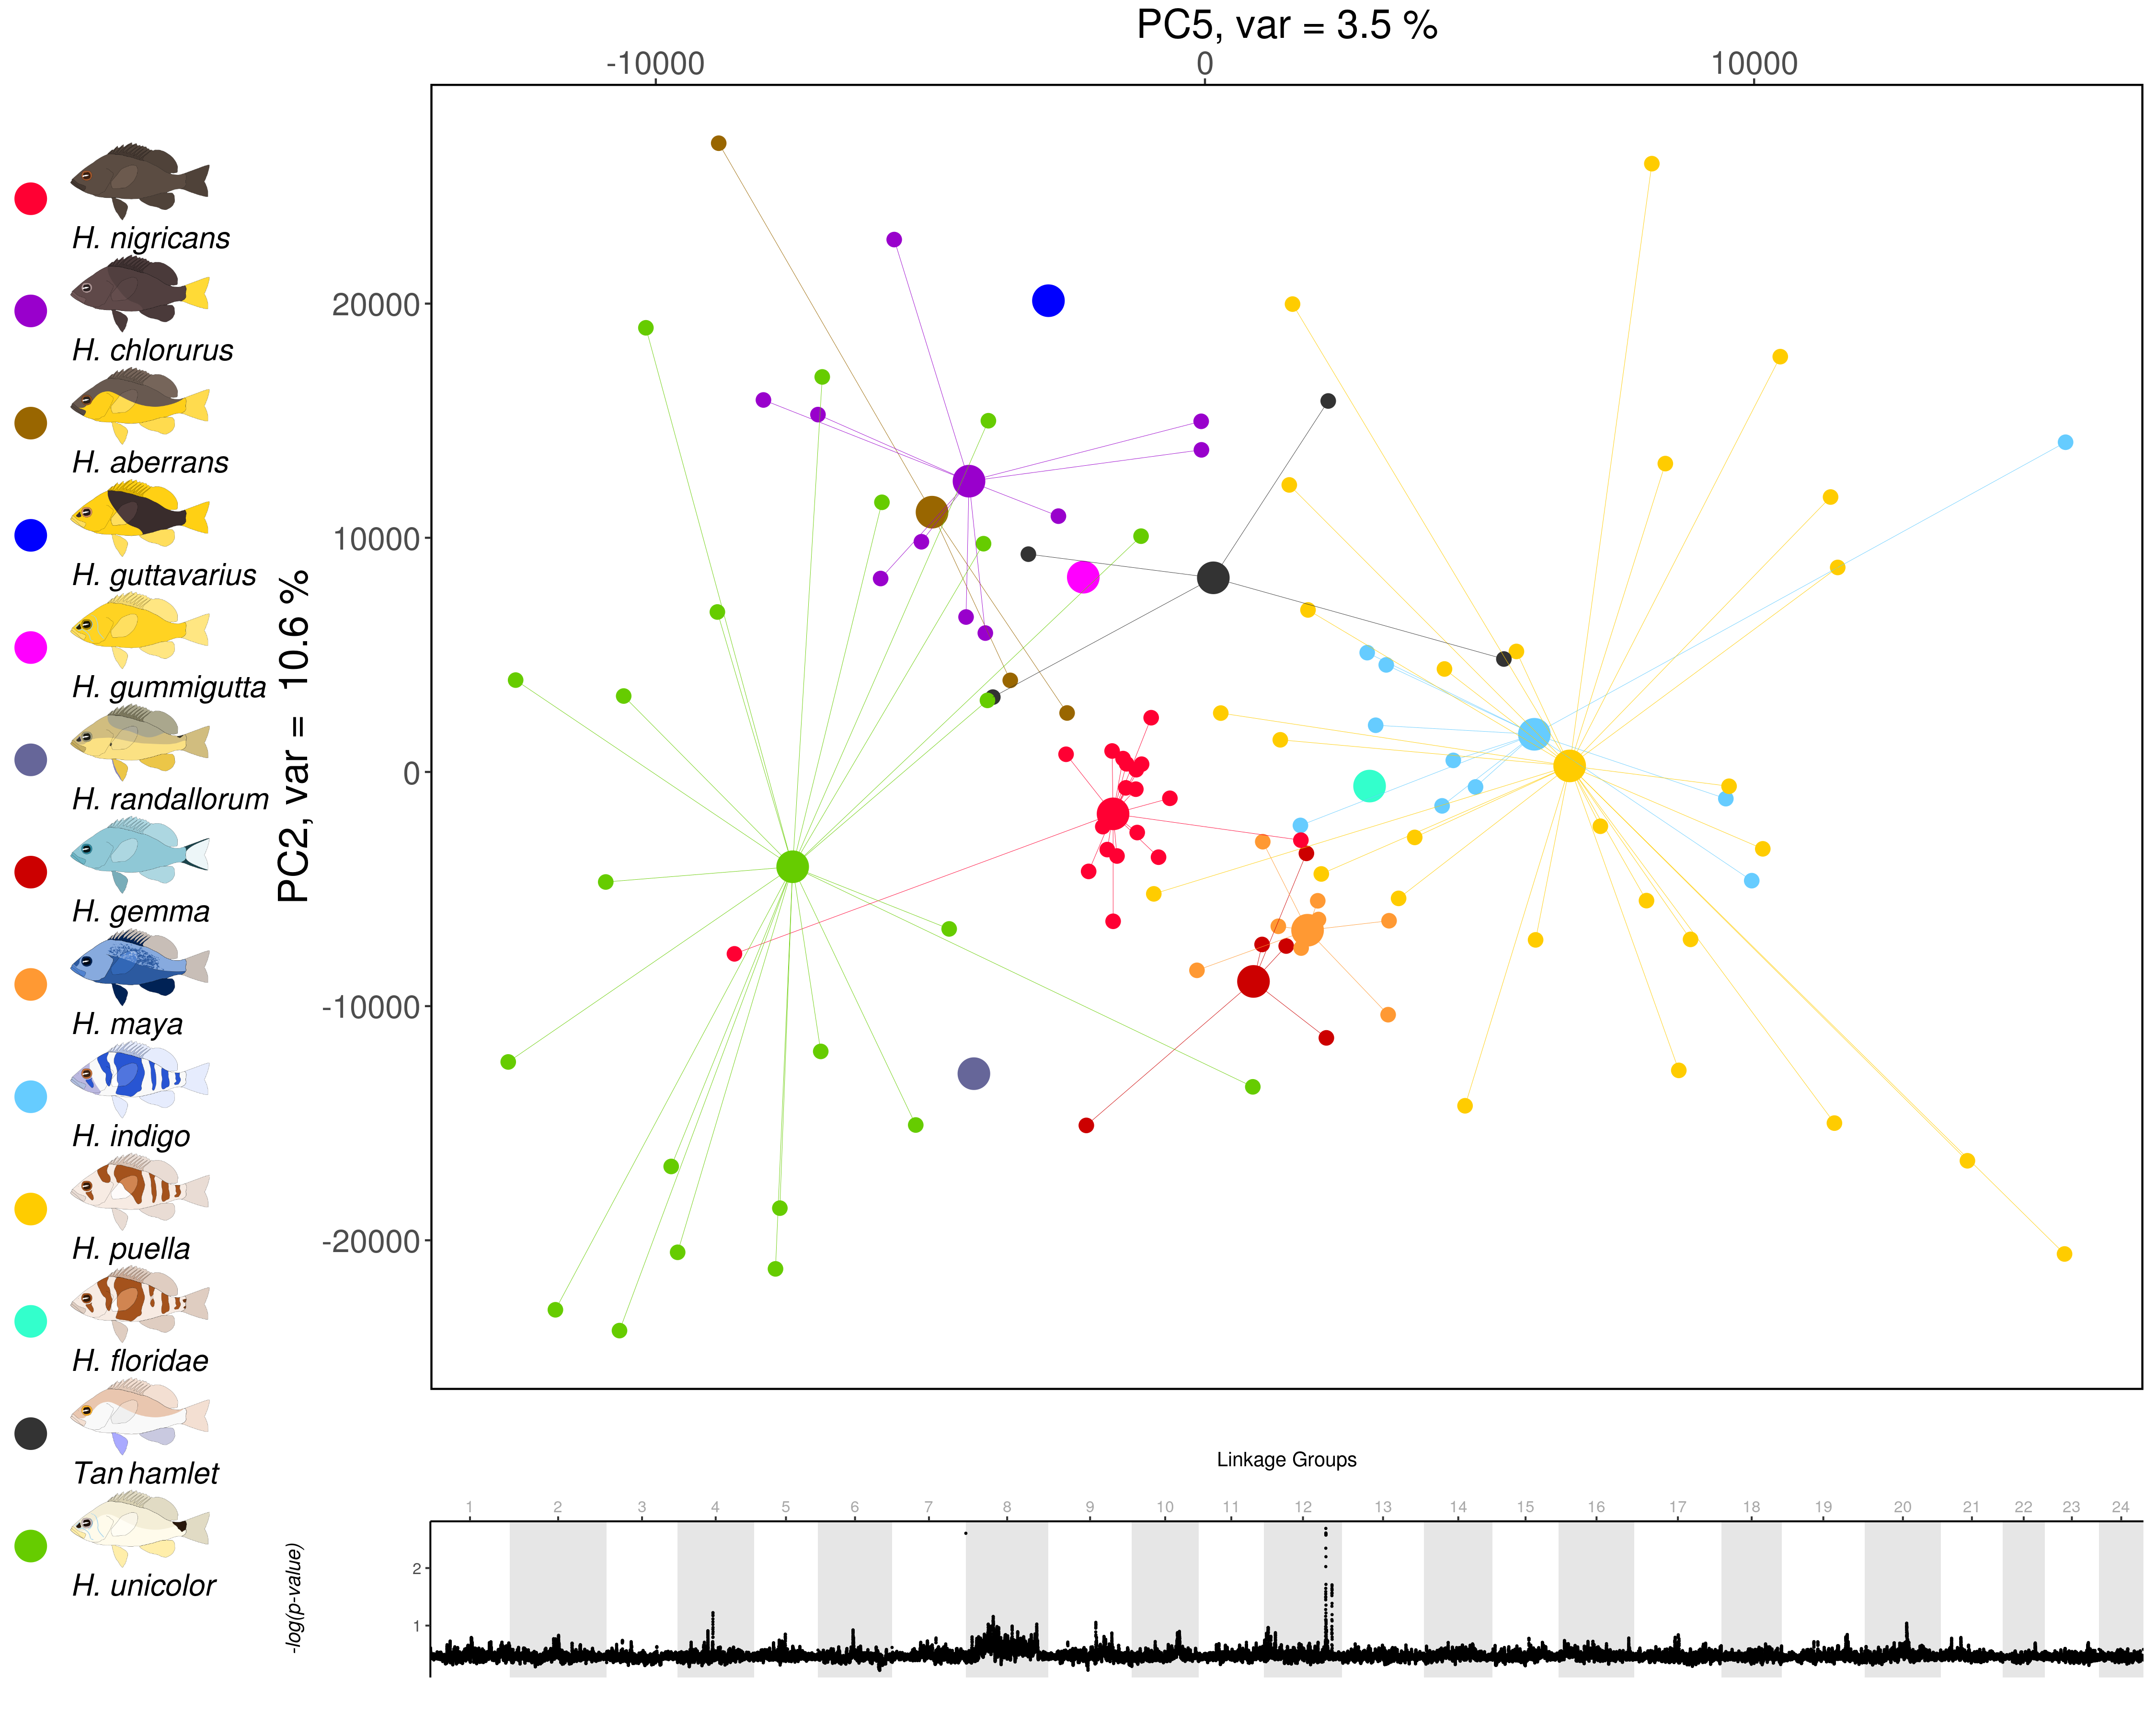 PC5, var = 3.5 %
-10000 0 10000
H. nigricans
H. chlorurus
H. aberrans
H. guttavarius
H. gummigutta
H. randallorum
H. gemma
H. maya
H. indigo
H. puella
H. floridae
Tan hamlet
H. unicolor
PC2, var = 10.6 %
20000
10000
0
-10000
-20000
Linkage Groups
1 2 3 4 5 6 7 8 9 10 11 12 13 14 15 16 17 18 19 20 21 22 23 24
-log(p-value)
2
1